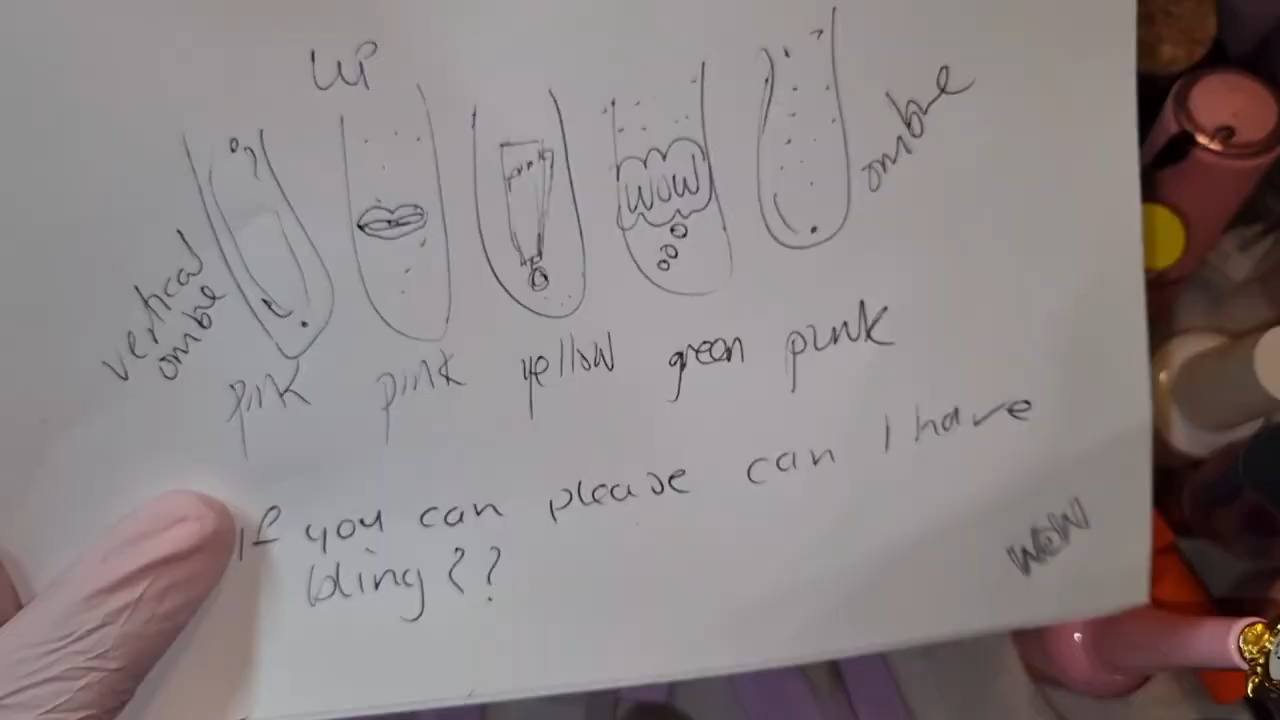 WOW
vertical
ombre
ombre
pink pink yellow green pink
If you can please can I have
bling??
WOW